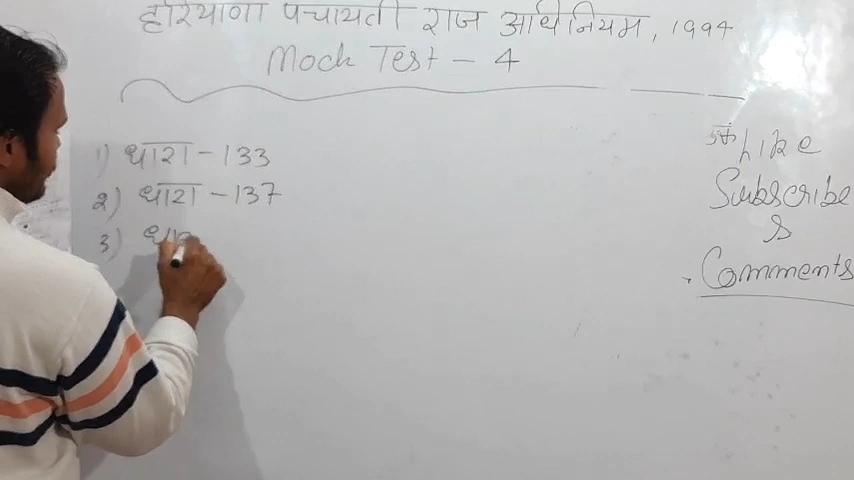 हरियाणा पंचायती राज अधिनियम, 1994
Mock Test - 4
1) धारा - 133
2) धारा - 137
3) धारा
Like
Subscribe
&
Comments